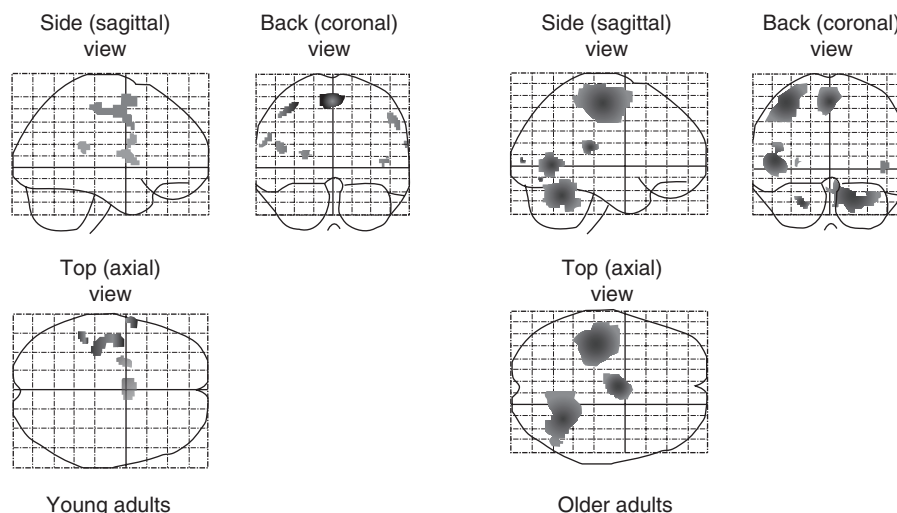 Side (sagittal)
view
Back (coronal)
view
Side (sagittal)
view
Back (coronal)
view
Top (axial)
view
Top (axial)
view
Young adults
Older adults